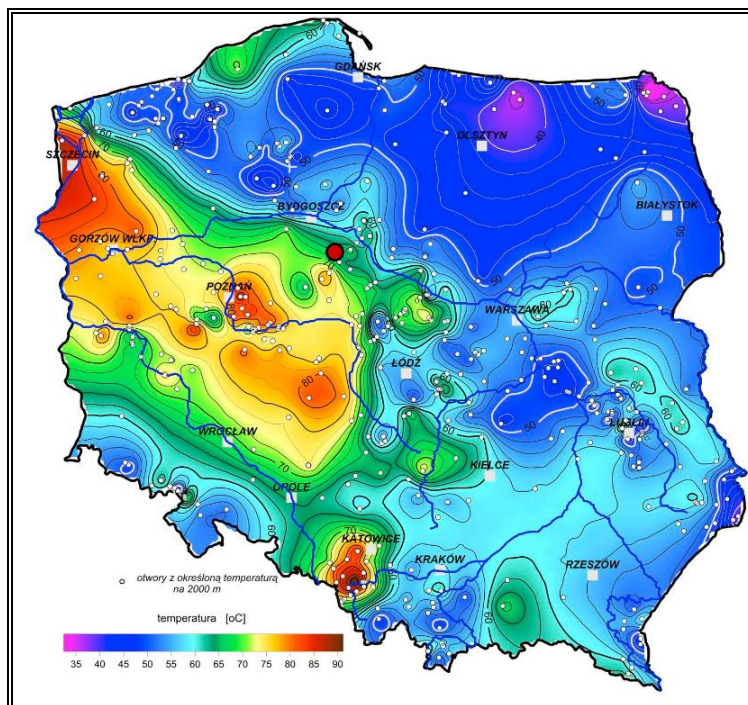 GDAŃSK
OLSZTYN
SZCZECIN
BIAŁYSTOK
BYDGOSZCZ
GORZÓW WLKP.
POZNAŃ
WARSZAWA
ŁÓDŹ
LUBLIN
WROCŁAW
KIELCE
OPOLE
KATOWICE
KRAKÓW
RZESZÓW
otwory z określoną temperaturą
na 2000 m
temperatura [oC]
35 40 45 50 55 60 65 70 75 80 85 90